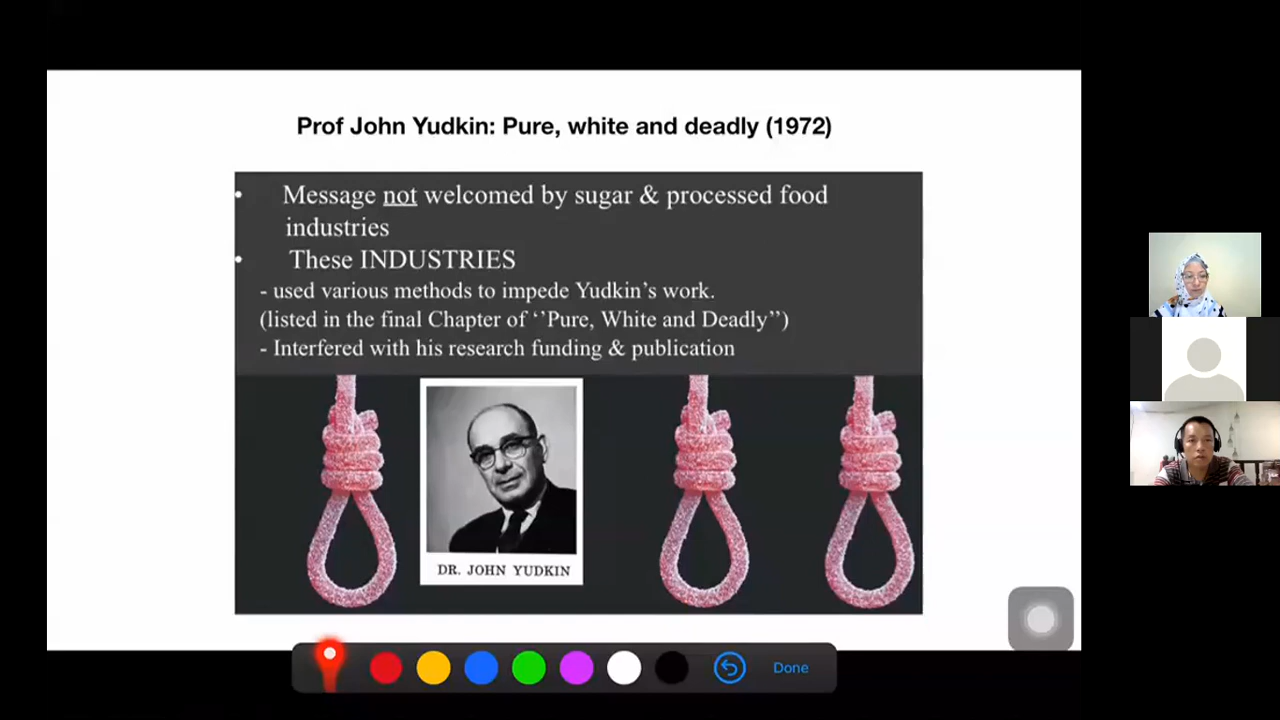 Prof John Yudkin: Pure, white and deadly (1972)
• Message not welcomed by sugar & processed food
industries
• These INDUSTRIES
- used various methods to impede Yudkin's work.
(listed in the final Chapter of ‘’Pure, White and Deadly’’)
- Interfered with his research funding & publication
DR. JOHN YUDKIN
Done